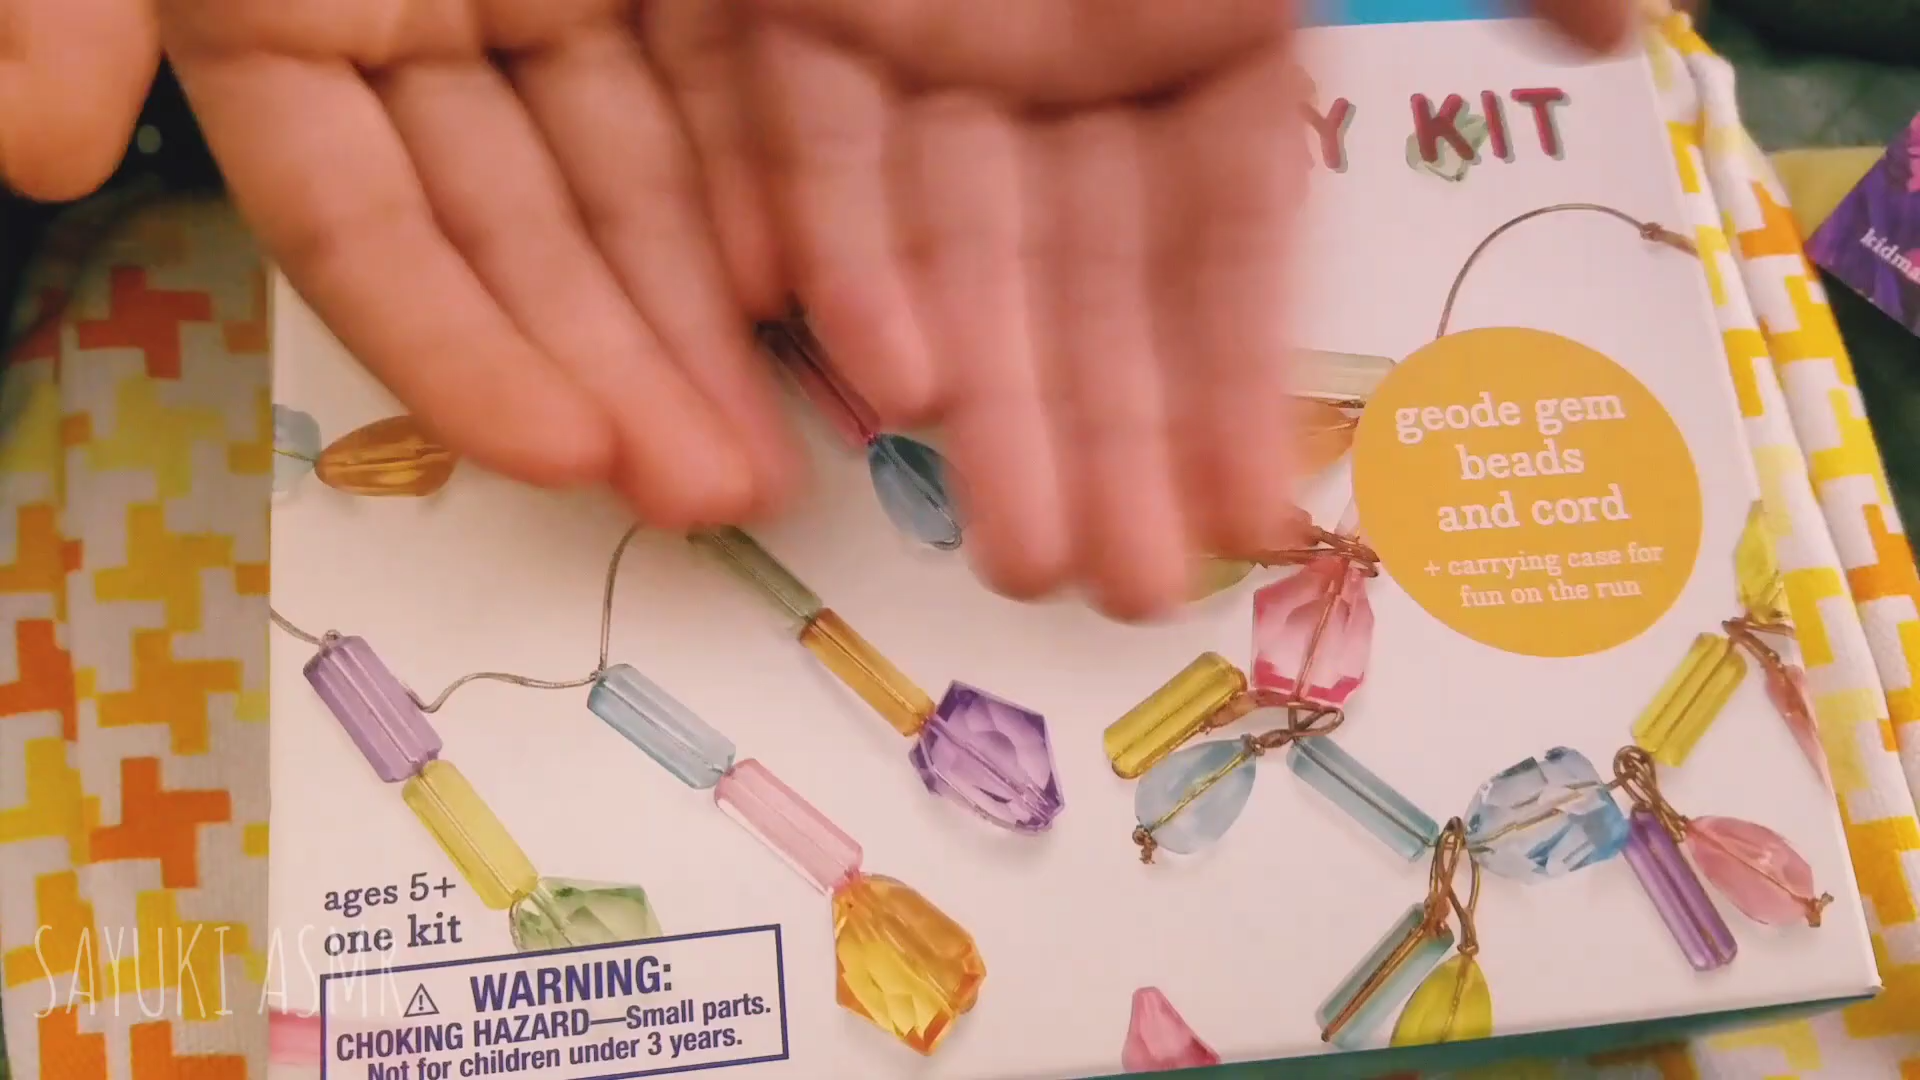 KIT
kidma
geode gem
beads
and cord
+ carrying case for
fun on the run
ages 5+
one kit
SAYUKI ASMR
WARNING:
CHOKING HAZARD—Small parts.
Not for children under 3 years.